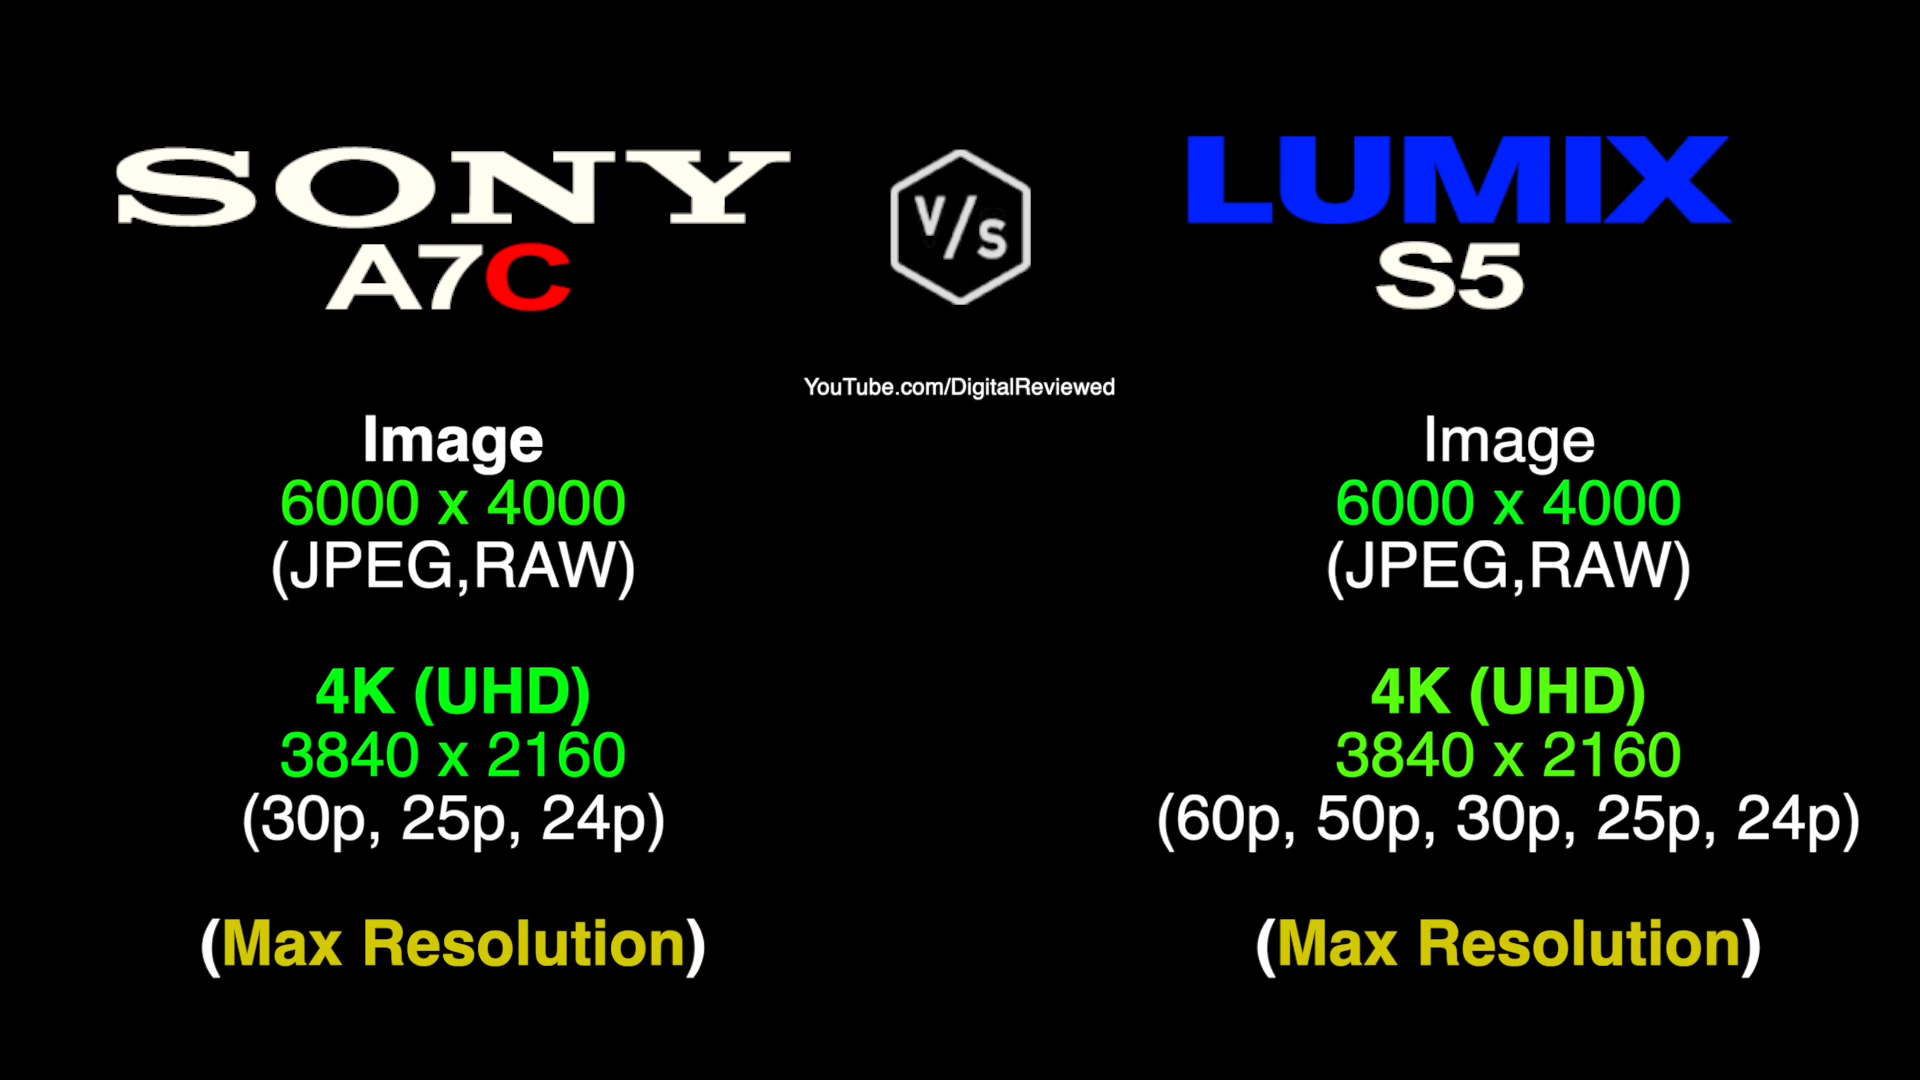 SONY
A7C
V/S
LUMIX
S5
YouTube.com/DigitalReviewed
Image
6000 x 4000
(JPEG,RAW)
4K (UHD)
3840 x 2160
(30p, 25p, 24p)
(Max Resolution)
Image
6000 x 4000
(JPEG,RAW)
4K (UHD)
3840 x 2160
(60p, 50p, 30p, 25p, 24p)
(Max Resolution)